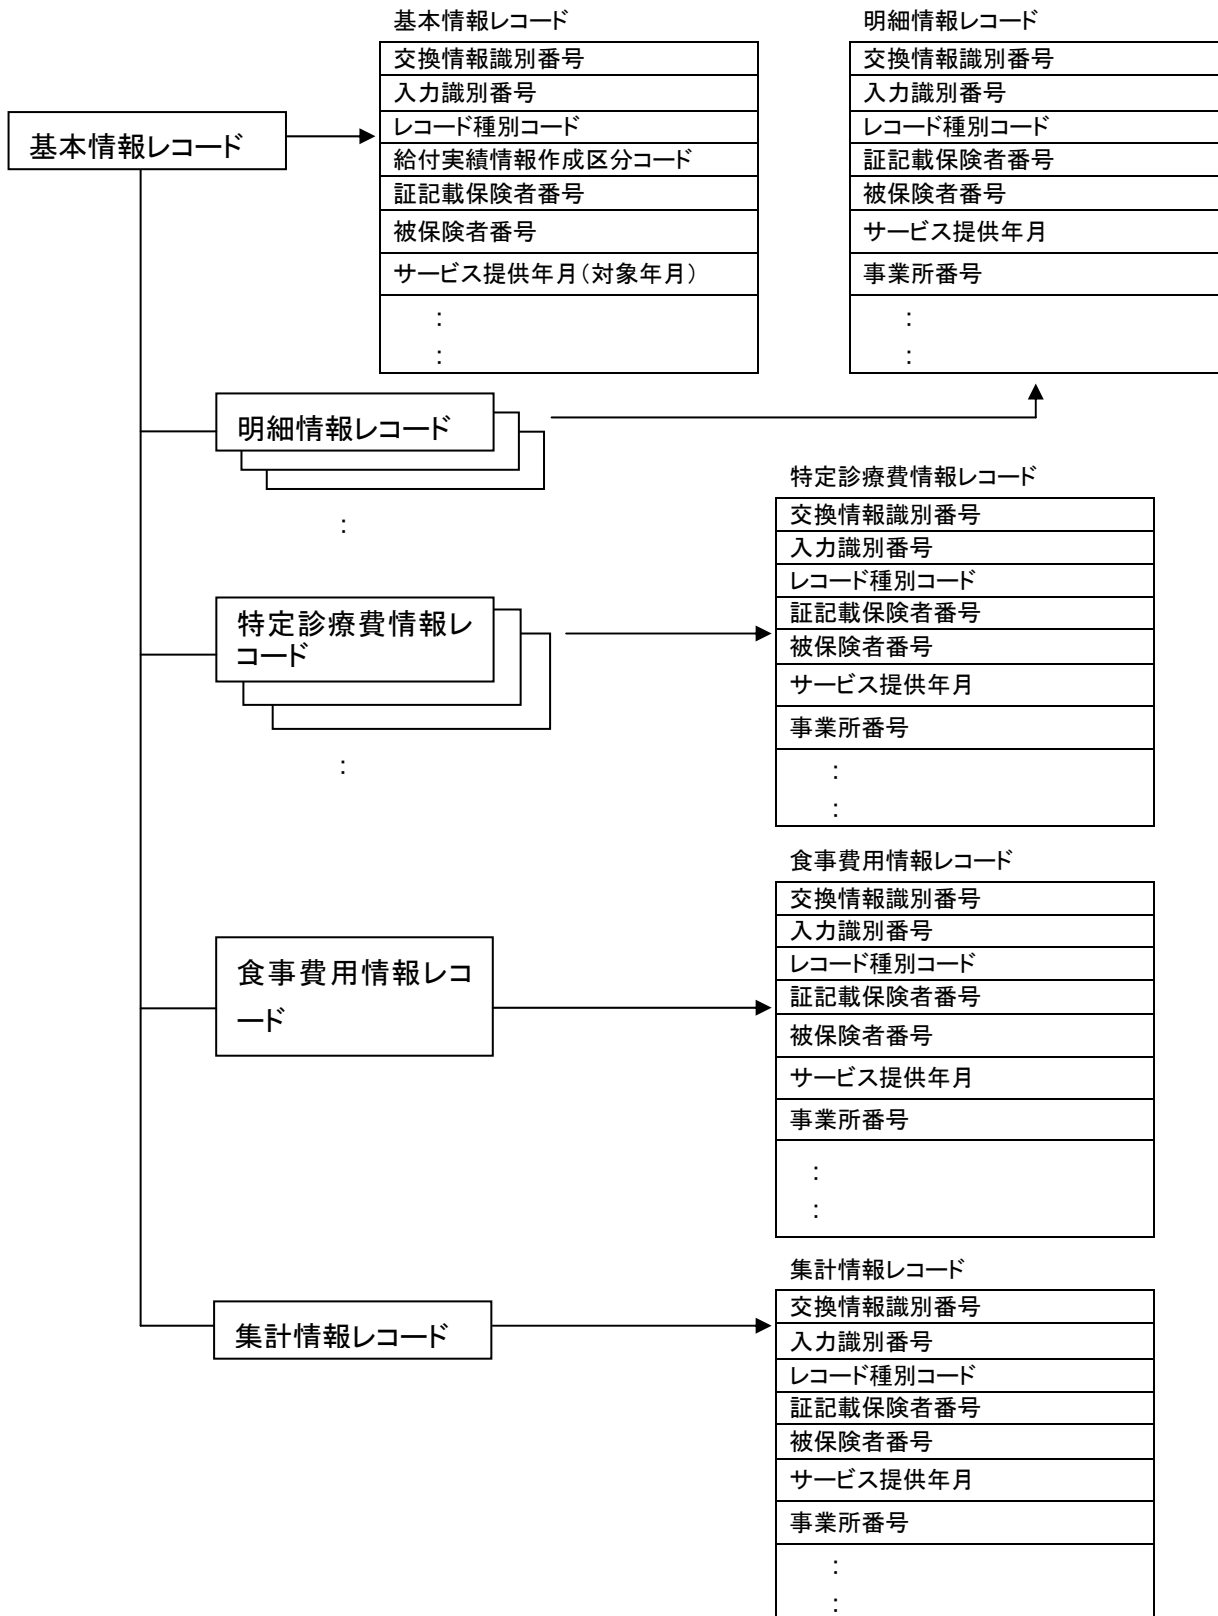 基本情報レコード
交換情報識別番号
入力識別番号
レコード種別コード
給付実績情報作成区分コード
証記載保険者番号
被保険者番号
サービス提供年月(対象年月)
:
:
明細情報レコード
交換情報識別番号
入力識別番号
レコード種別コード
証記載保険者番号
被保険者番号
サービス提供年月
事業所番号
:
:
基本情報レコード
明細情報レコード
:
特定診療費情報レコード
交換情報識別番号
入力識別番号
レコード種別コード
証記載保険者番号
被保険者番号
サービス提供年月
事業所番号
:
:
特定診療費情報レ
コード
:
食事費用情報レコード
交換情報識別番号
入力識別番号
レコード種別コード
証記載保険者番号
被保険者番号
サービス提供年月
事業所番号
:
:
食事費用情報レコ
ード
集計情報レコード
交換情報識別番号
入力識別番号
レコード種別コード
証記載保険者番号
被保険者番号
サービス提供年月
事業所番号
:
:
集計情報レコード